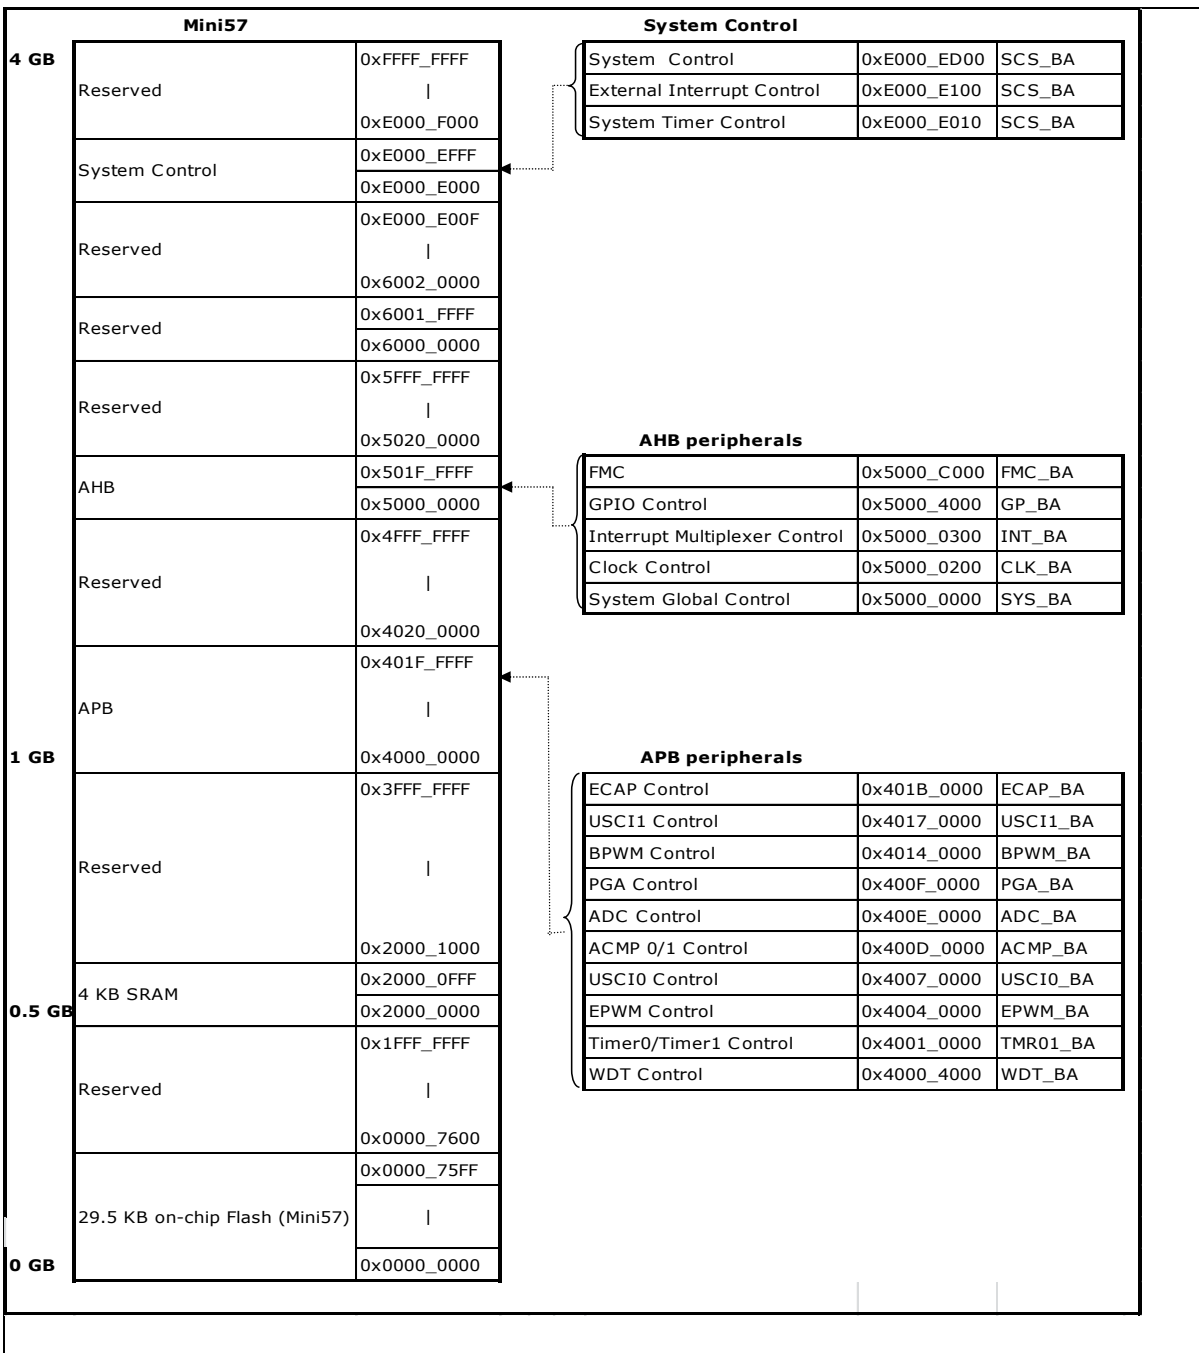 Mini57 System Control
4 GB 0xFFFF_FFFF System Control 0xE000_ED00 SCS_BA
Reserved | External Interrupt Control 0xE000_E100 SCS_BA
0xE000_F000 System Timer Control 0xE000_E010 SCS_BA
System Control 0xE000_EFFF
0xE000_E000
0xE000_E00F
Reserved |
0x6002_0000
Reserved 0x6001_FFFF
0x6000_0000
0x5FFF_FFFF
Reserved |
0x5020_0000 AHB peripherals
AHB 0x501F_FFFF FMC 0x5000_C000 FMC_BA
0x5000_0000 GPIO Control 0x5000_4000 GP_BA
0x4FFF_FFFF Interrupt Multiplexer Control 0x5000_0300 INT_BA
Reserved | Clock Control 0x5000_0200 CLK_BA
System Global Control 0x5000_0000 SYS_BA
0x4020_0000
0x401F_FFFF
APB |
1 GB 0x4000_0000 APB peripherals
0x3FFF_FFFF ECAP Control 0x401B_0000 ECAP_BA
USCI1 Control 0x4017_0000 USCI1_BA
BPWM Control 0x4014_0000 BPWM_BA
Reserved | PGA Control 0x400F_0000 PGA_BA
ADC Control 0x400E_0000 ADC_BA
0x2000_1000 ACMP 0/1 Control 0x400D_0000 ACMP_BA
4 KB SRAM 0x2000_0FFF USCI0 Control 0x4007_0000 USCI0_BA
0.5 GB 0x2000_0000 EPWM Control 0x4004_0000 EPWM_BA
0x1FFF_FFFF Timer0/Timer1 Control 0x4001_0000 TMR01_BA
Reserved | WDT Control 0x4000_4000 WDT_BA
0x0000_7600
0x0000_75FF
29.5 KB on-chip Flash (Mini57) |
0 GB 0x0000_0000